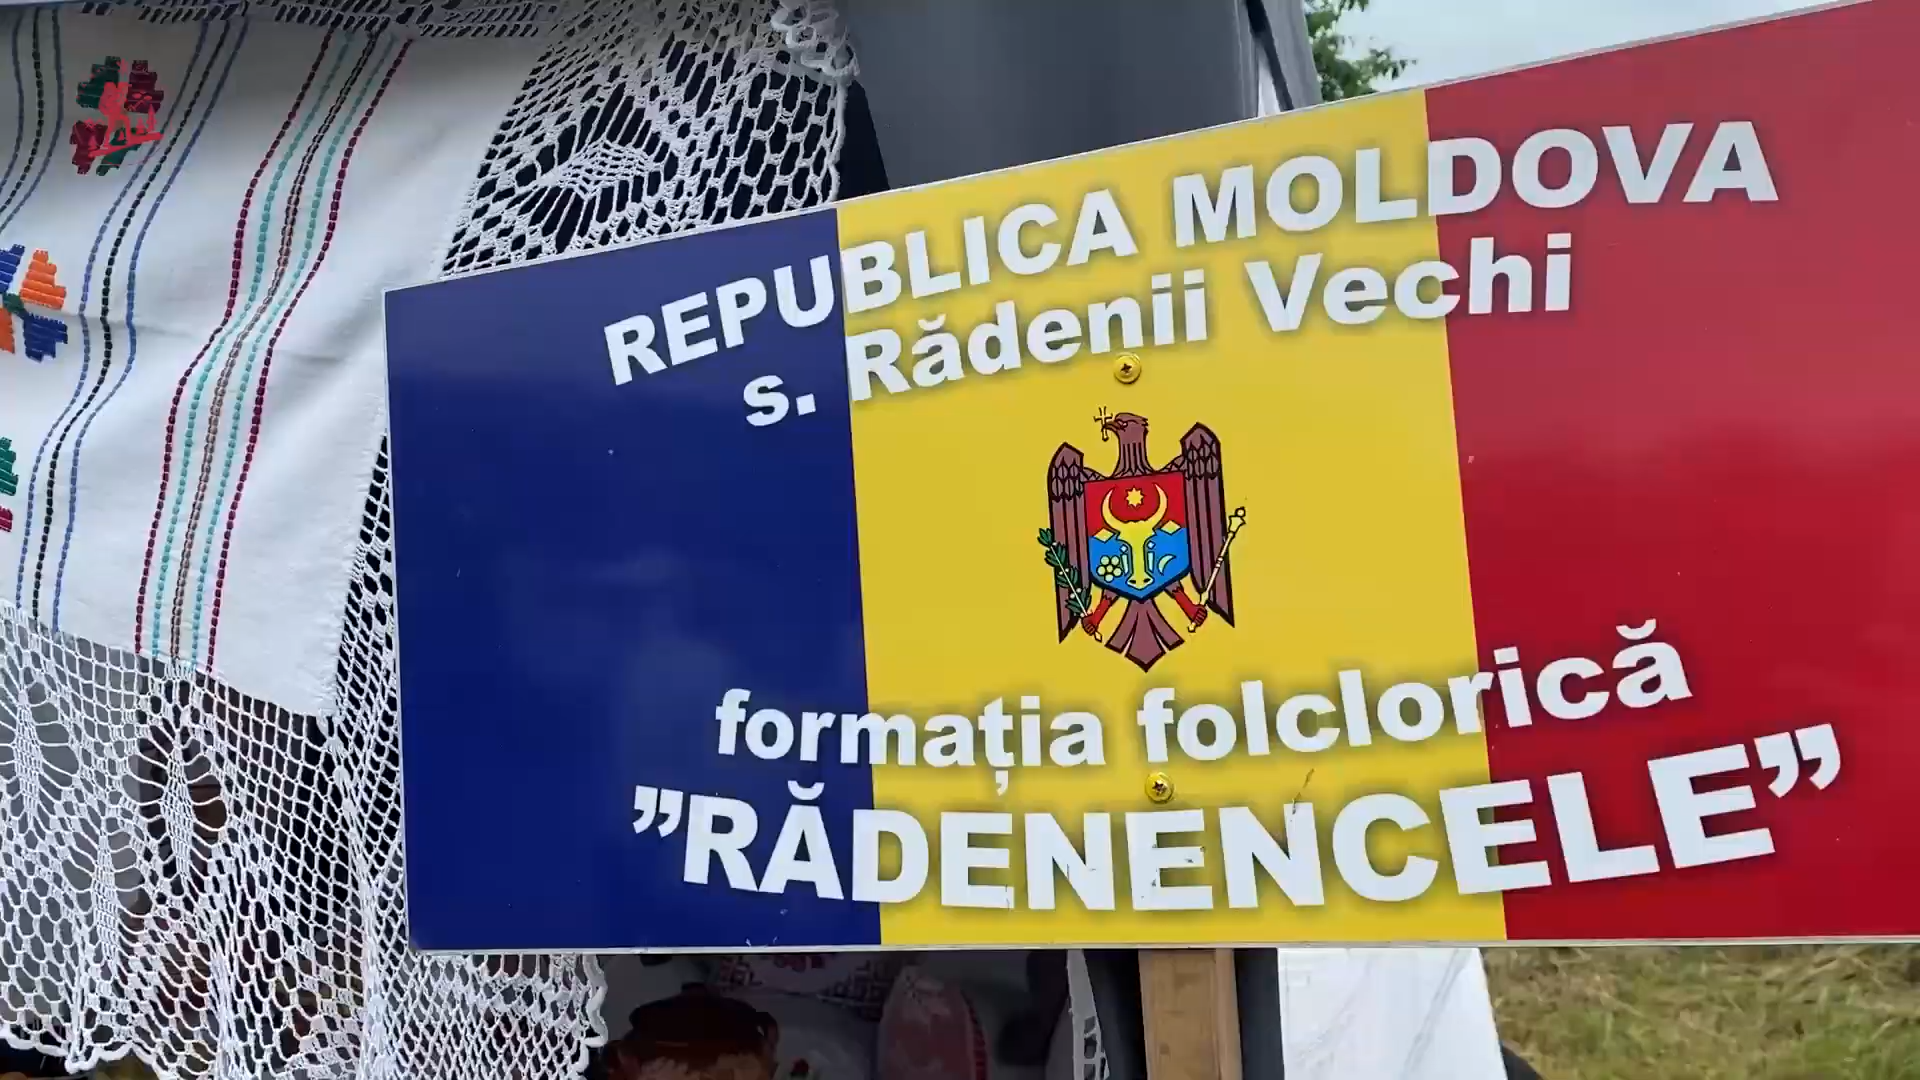 REPUBLICA MOLDOVA
s. Rădenii Vechi
formația folclorică
”RĂDENENCELE”